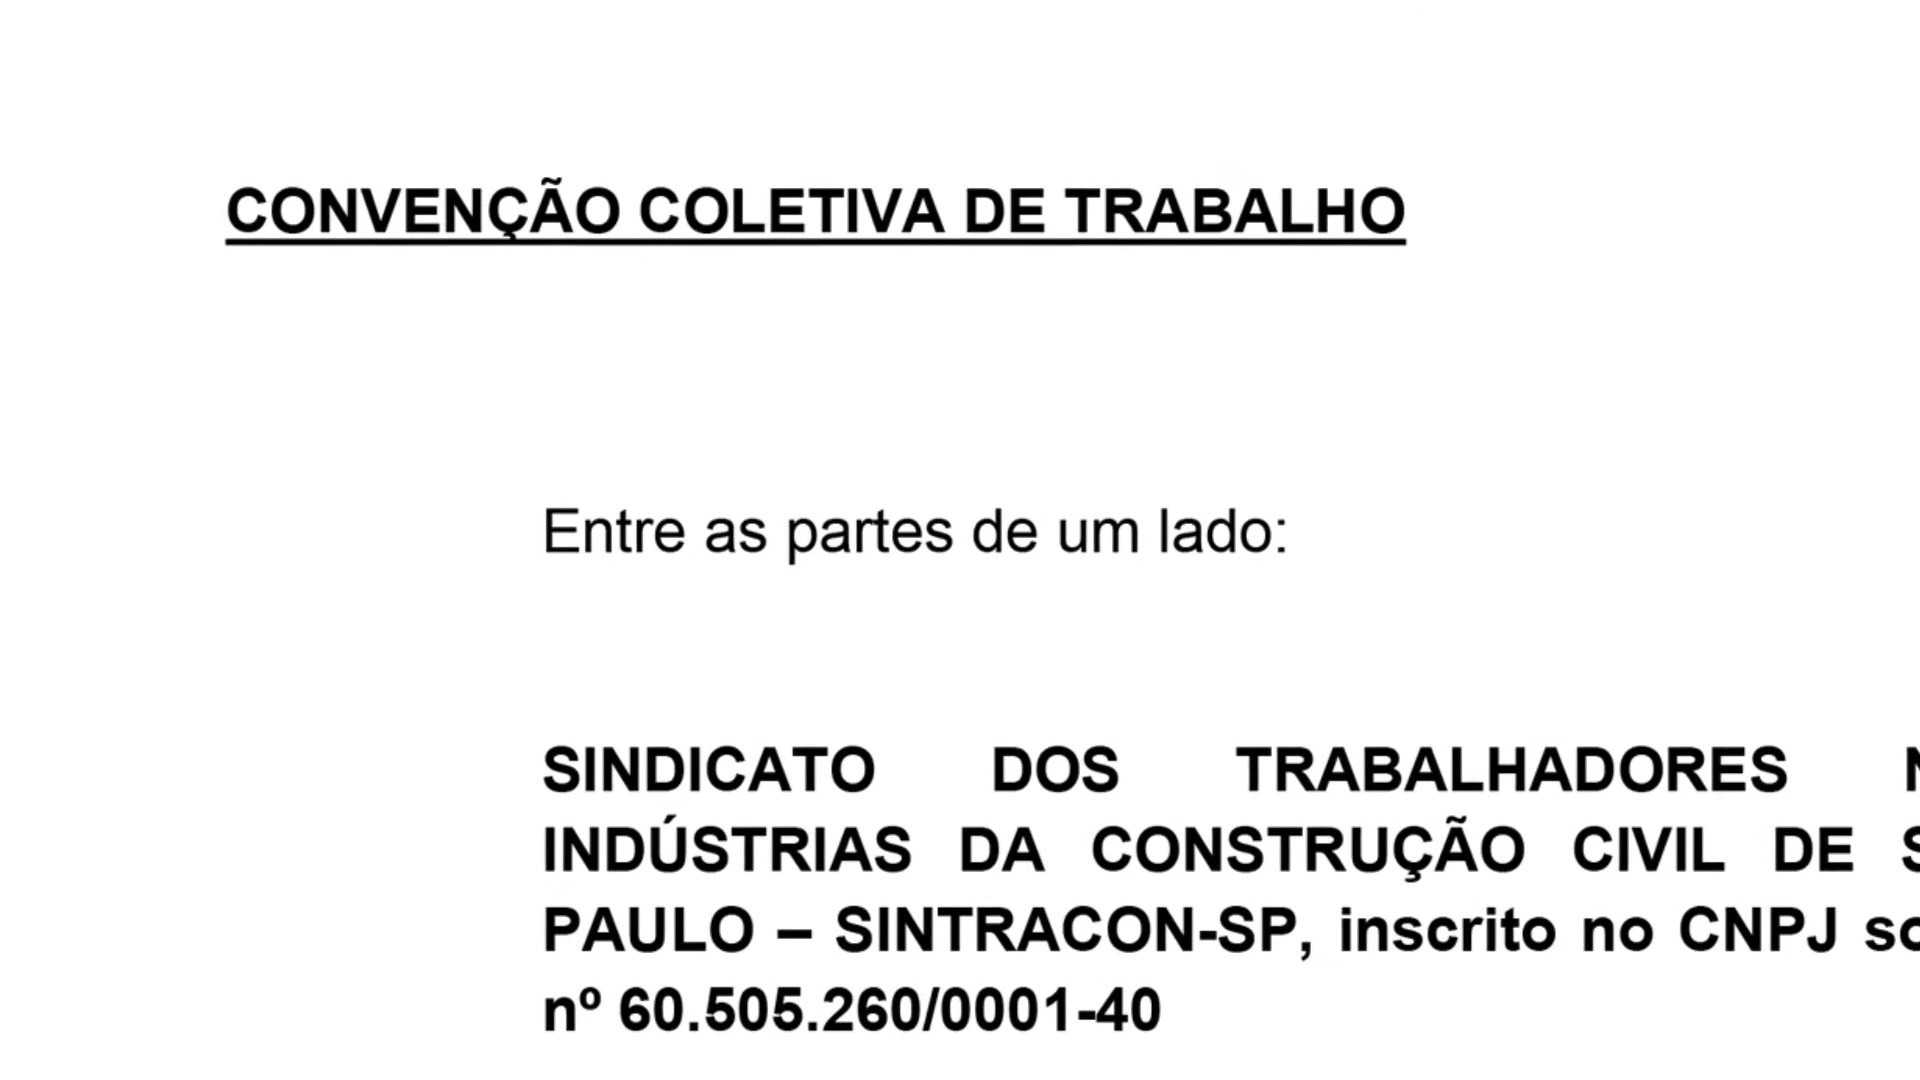 CONVENÇÃO COLETIVA DE TRABALHO
Entre as partes de um lado:
SINDICATO DOS TRABALHADORES
INDÚSTRIAS DA CONSTRUÇÃO CIVIL DE
PAULO – SINTRACON-SP, inscrito no CNPJ
nº 60.505.260/0001-40